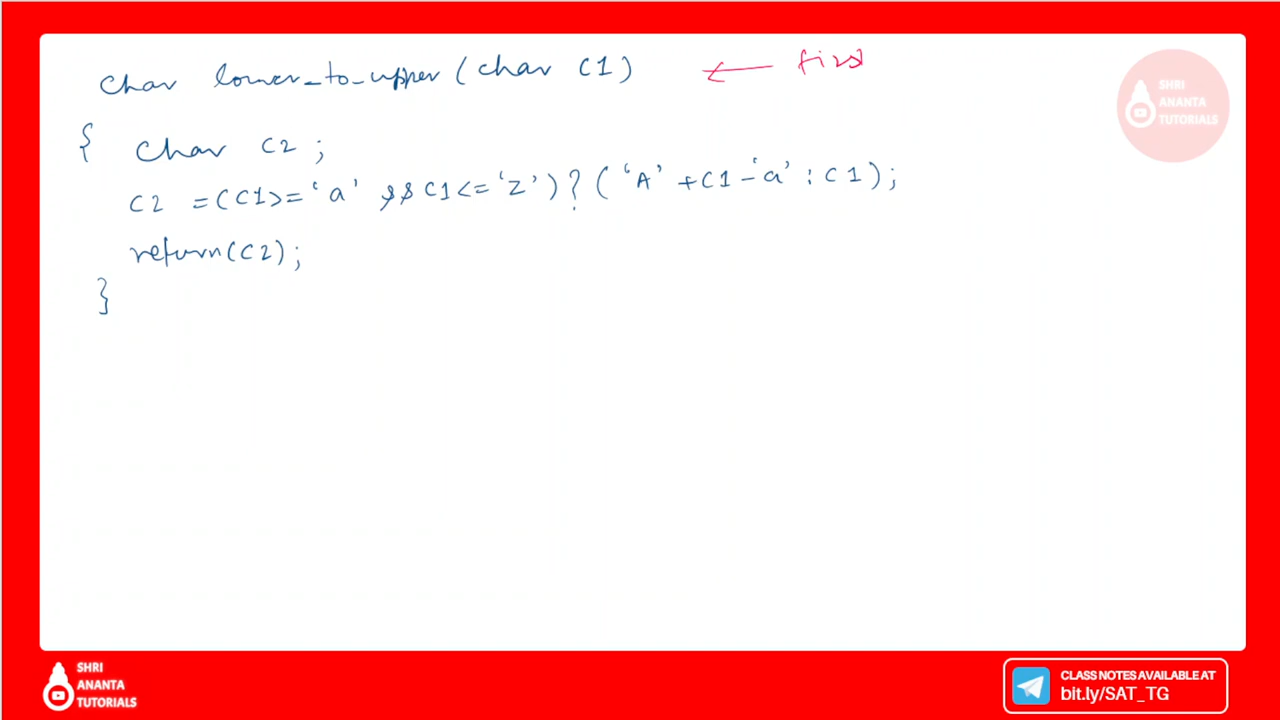 char lower_to_upper (char c1) ← first
{ char c2 ;
c2 = (c1>= 'a' && c1<= 'z') ? ( 'A' +c1-'a' : c1) ;
return(c2);
}
SHRI
ANANTA
TUTORIALS
SHRI
ANANTA
TUTORIALS
CLASS NOTES AVAILABLE AT
bit.ly/SAT_TG